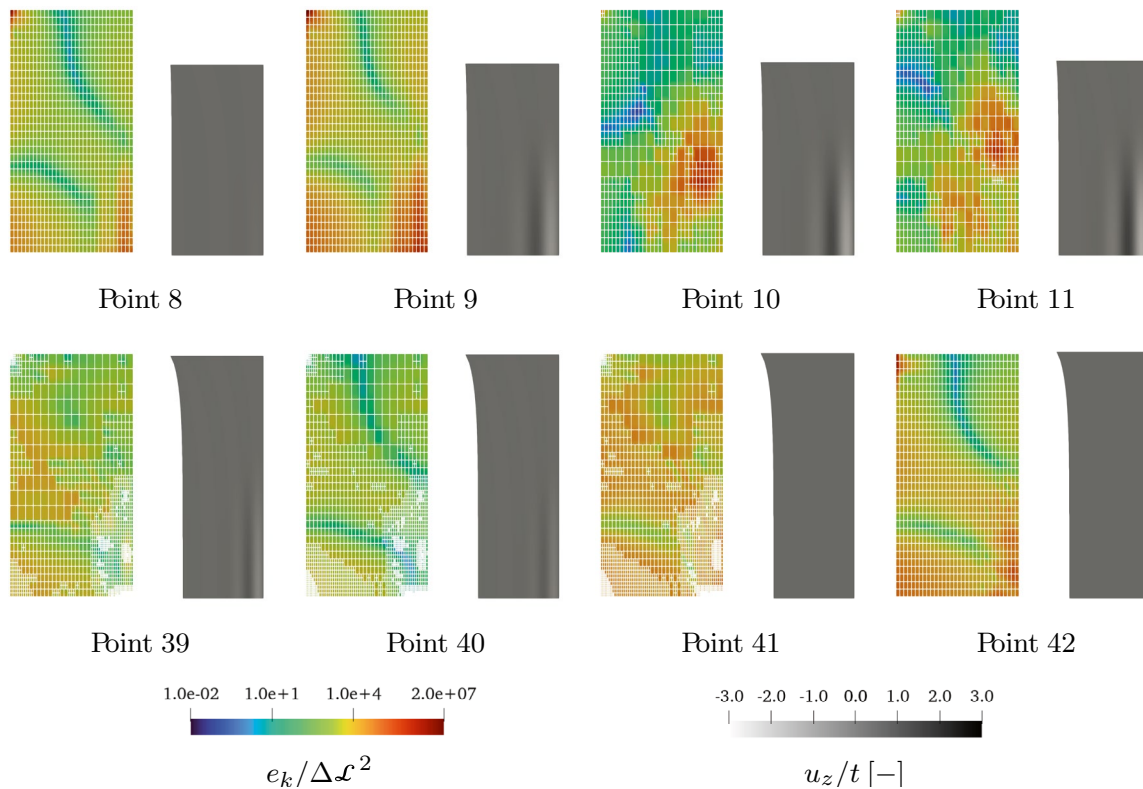 Point 8 Point 9 Point 10 Point 11
Point 39 Point 40 Point 41 Point 42
1.0e-02 1.0e+1 1.0e+4 2.0e+07
-3.0 -2.0 -1.0 0.0 1.0 2.0 3.0
e_k/Δℒ²
u_z/t [−]